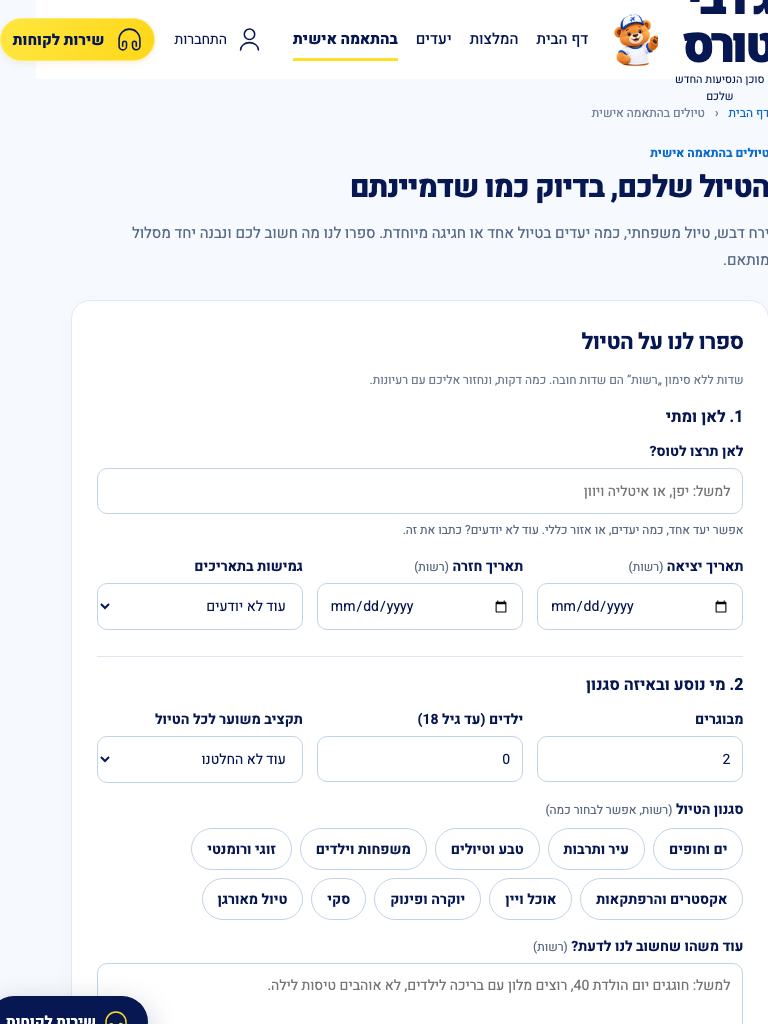 טורס
סוכן הנסיעות החדש
שלכם
דף הבית
המלצות
יעדים
בהתאמה אישית
התחברות
שירות לקוחות
דף הבית ‹ טיולים בהתאמה אישית
טיולים בהתאמה אישית
הטיול שלכם, בדיוק כמו שדמיינתם
ירח דבש, טיול משפחתי, כמה יעדים בטיול אחד או חגיגה מיוחדת. ספרו לנו מה חשוב לכם ונבנה יחד מסלול
מותאם.
ספרו לנו על הטיול
שדות ללא סימון „רשות” הם שדות חובה. כמה דקות, ונחזור אליכם עם רעיונות.
1. לאן ומתי
לאן תרצו לטוס?
למשל: יפן, או איטליה ויוון
אפשר יעד אחד, כמה יעדים, או אזור כללי. עוד לא יודעים? כתבו את זה.
תאריך יציאה (רשות)
תאריך חזרה (רשות)
גמישות בתאריכים
mm/dd/yyyy
mm/dd/yyyy
עוד לא יודעים
2. מי נוסע ובאיזה סגנון
מבוגרים
ילדים (עד גיל 18)
תקציב משוער לכל הטיול
2
0
עוד לא החלטנו
סגנון הטיול (רשות, אפשר לבחור כמה)
ים וחופים
עיר ותרבות
טבע וטיולים
משפחות וילדים
זוגי ורומנטי
אקסטרים והרפתקאות
אוכל ויין
יוקרה ופינוק
סקי
טיול מאורגן
עוד משהו שחשוב לנו לדעת? (רשות)
למשל: חוגגים יום הולדת 40, רוצים מלון עם בריכה לילדים, לא אוהבים טיסות לילה.
שירות לקוחות